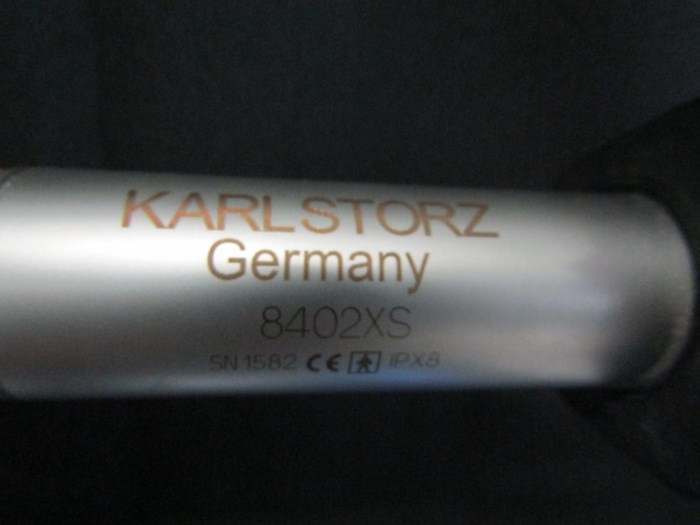 KARL STORZ
Germany
8402XS
SN 1582 CE IPX8